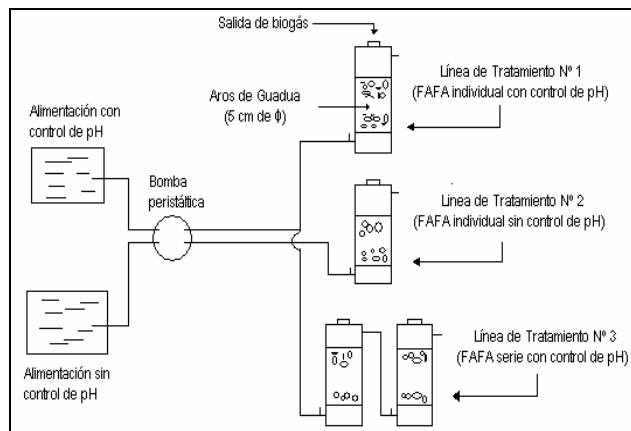 Salida de biogás
Línea de Tratamiento Nº 1
(FAFA individual con control de pH)
Aros de Guadua
(5 cm de ϕ)
Alimentación con
control de pH
Bomba
peristáltica
Línea de Tratamiento Nº 2
(FAFA individual sin control de pH)
Línea de Tratamiento Nº 3
(FAFA serie con control de pH)
Alimentación sin
control de pH